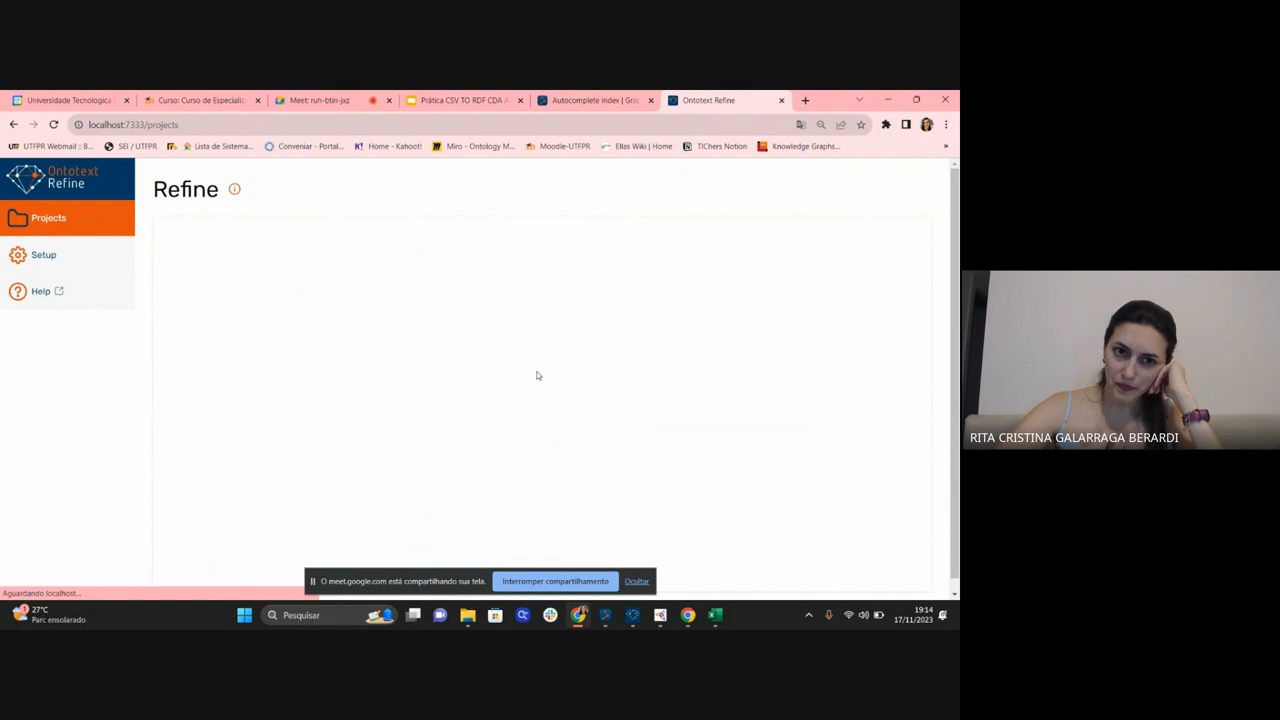 Universidade Tecnologica
Curso: Curso de Especializ
Meet: ruh-btin-jxz
Prática CSV TO RDF CDA A
Autocomplete index | Grap
Ontotext Refine
localhost:7333/projects
UTFPR Webmail :: B...
SEI / UTFPR
Lista de Sistema...
Conveniar - Portal...
Home - Kahoot!
Miro - Ontology M...
Moodle-UTFPR
Ellas Wiki | Home
TIChers Notion
Knowledge Graphs...
»
Ontotext
Refine
Refine
Projects
Setup
Help
RITA CRISTINA GALARRAGA BERARDI
O meet.google.com está compartilhando sua tela.
Interromper compartilhamento
Ocultar
Aguardando localhost...
1
27°C
Parc ensolarado
Pesquisar
19:14
17/11/2023